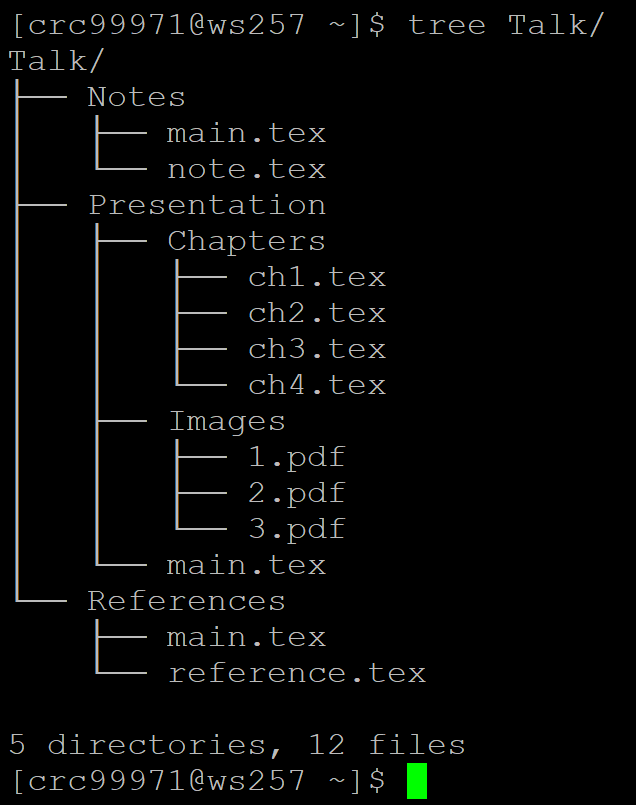 [crc99971@ws257 ~]$ tree Talk/
Talk/
├── Notes
│   ├── main.tex
│   └── note.tex
├── Presentation
│   ├── Chapters
│   │   ├── ch1.tex
│   │   ├── ch2.tex
│   │   ├── ch3.tex
│   │   └── ch4.tex
│   ├── Images
│   │   ├── 1.pdf
│   │   ├── 2.pdf
│   │   └── 3.pdf
│   └── main.tex
└── References
    ├── main.tex
    └── reference.tex
5 directories, 12 files
[crc99971@ws257 ~]$